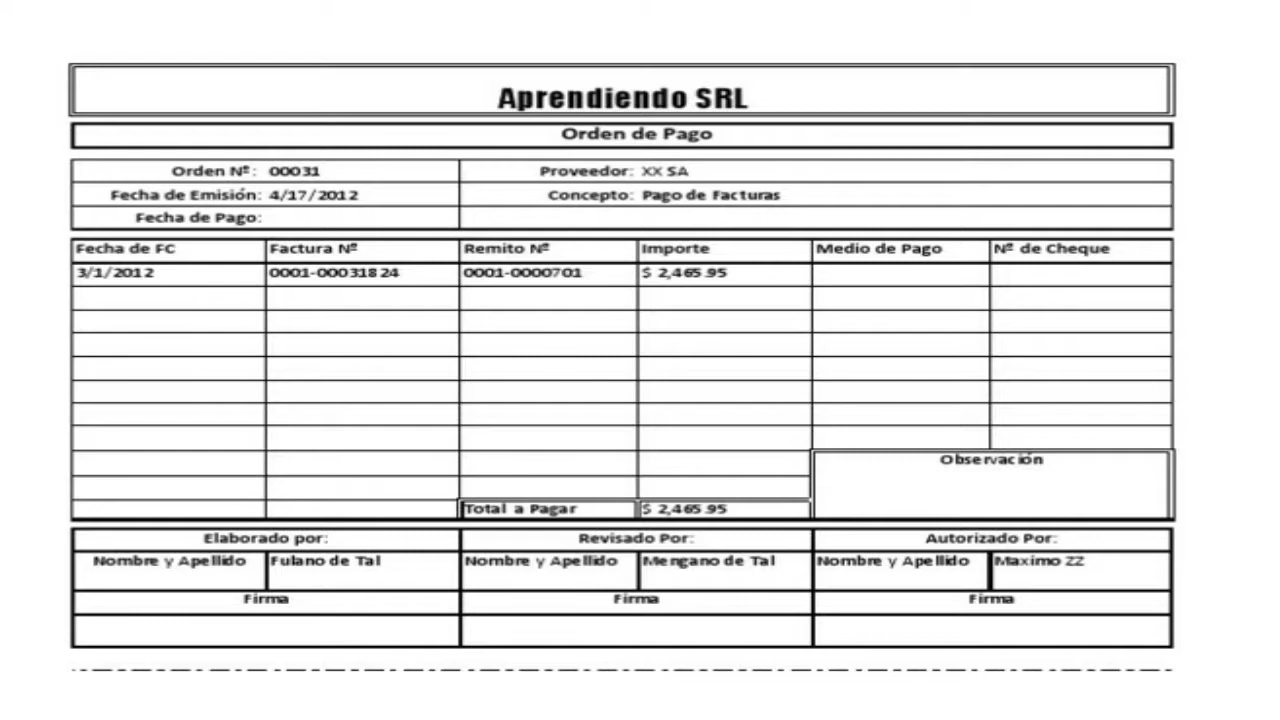 Aprendiendo SRL
Orden de Pago
Orden Nº: 00031 Proveedor: XX SA
Fecha de Emisión: 4/17/2012 Concepto: Pago de Facturas
Fecha de Pago:
Fecha de FC Factura Nº Remito Nº Importe Medio de Pago Nº de Cheque
3/1/2012 0001-00031824 0001-0000701 $ 2,465.95
Observación
Total a Pagar $ 2,465.95
Elaborado por: Revisado Por: Autorizado Por:
Nombre y Apellido Fulano de Tal Nombre y Apellido Mengano de Tal Nombre y Apellido Maximo ZZ
Firma Firma Firma